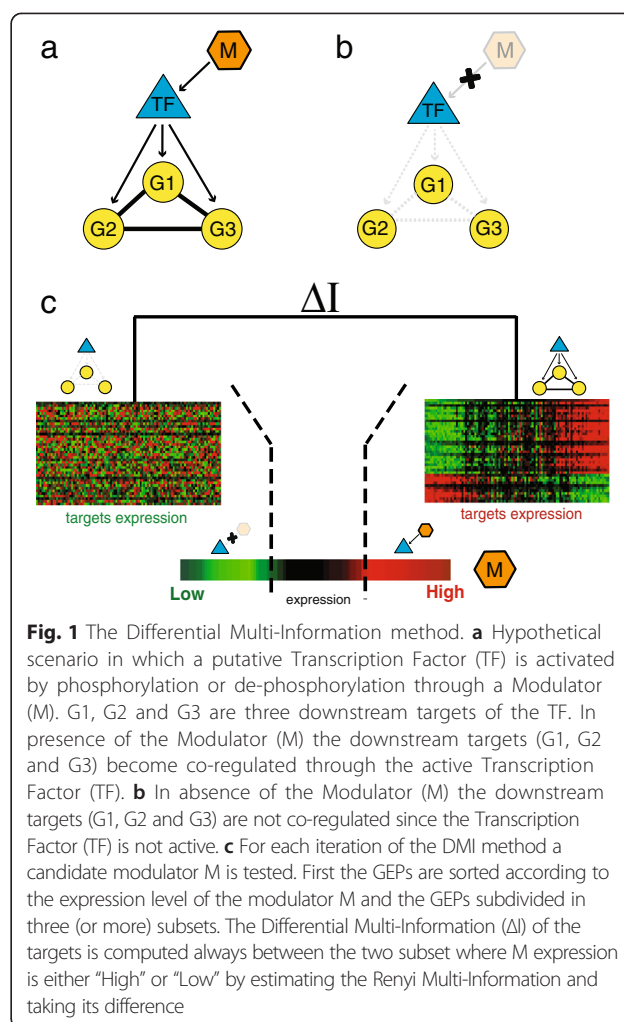 a
b
M
M
TF
TF
G1
G1
G2
G3
G2
G3
c
ΔI
targets expression
targets expression
M
Low
expression
High
Fig. 1 The Differential Multi-Information method. a Hypothetical
scenario in which a putative Transcription Factor (TF) is activated
by phosphorylation or de-phosphorylation through a Modulator
(M). G1, G2 and G3 are three downstream targets of the TF. In
presence of the Modulator (M) the downstream targets (G1, G2
and G3) become co-regulated through the active Transcription
Factor (TF). b In absence of the Modulator (M) the downstream
targets (G1, G2 and G3) are not co-regulated since the Transcription
Factor (TF) is not active. c For each iteration of the DMI method a
candidate modulator M is tested. First the GEPs are sorted according to
the expression level of the modulator M and the GEPs subdivided in
three (or more) subsets. The Differential Multi-Information (ΔI) of the
targets is computed always between the two subset where M expression
is either “High” or “Low” by estimating the Renyi Multi-Information and
taking its difference